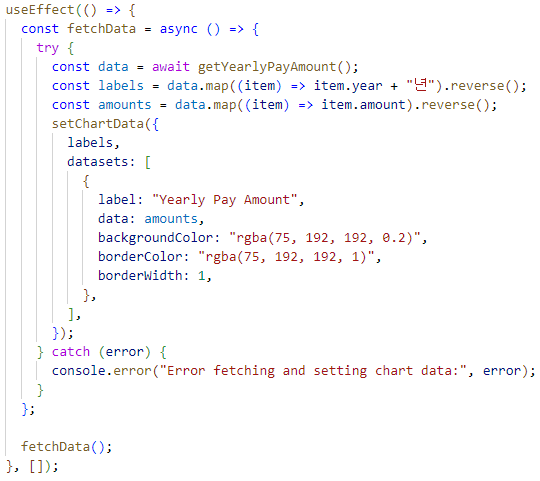 useEffect(() => {
  const fetchData = async () => {
    try {
      const data = await getYearlyPayAmount();
      const labels = data.map((item) => item.year + "년").reverse();
      const amounts = data.map((item) => item.amount).reverse();
      setChartData({
        labels,
        datasets: [
          {
            label: "Yearly Pay Amount",
            data: amounts,
            backgroundColor: "rgba(75, 192, 192, 0.2)",
            borderColor: "rgba(75, 192, 192, 1)",
            borderWidth: 1,
          },
        ],
      });
    } catch (error) {
      console.error("Error fetching and setting chart data:", error);
    }
  };

  fetchData();
}, []);